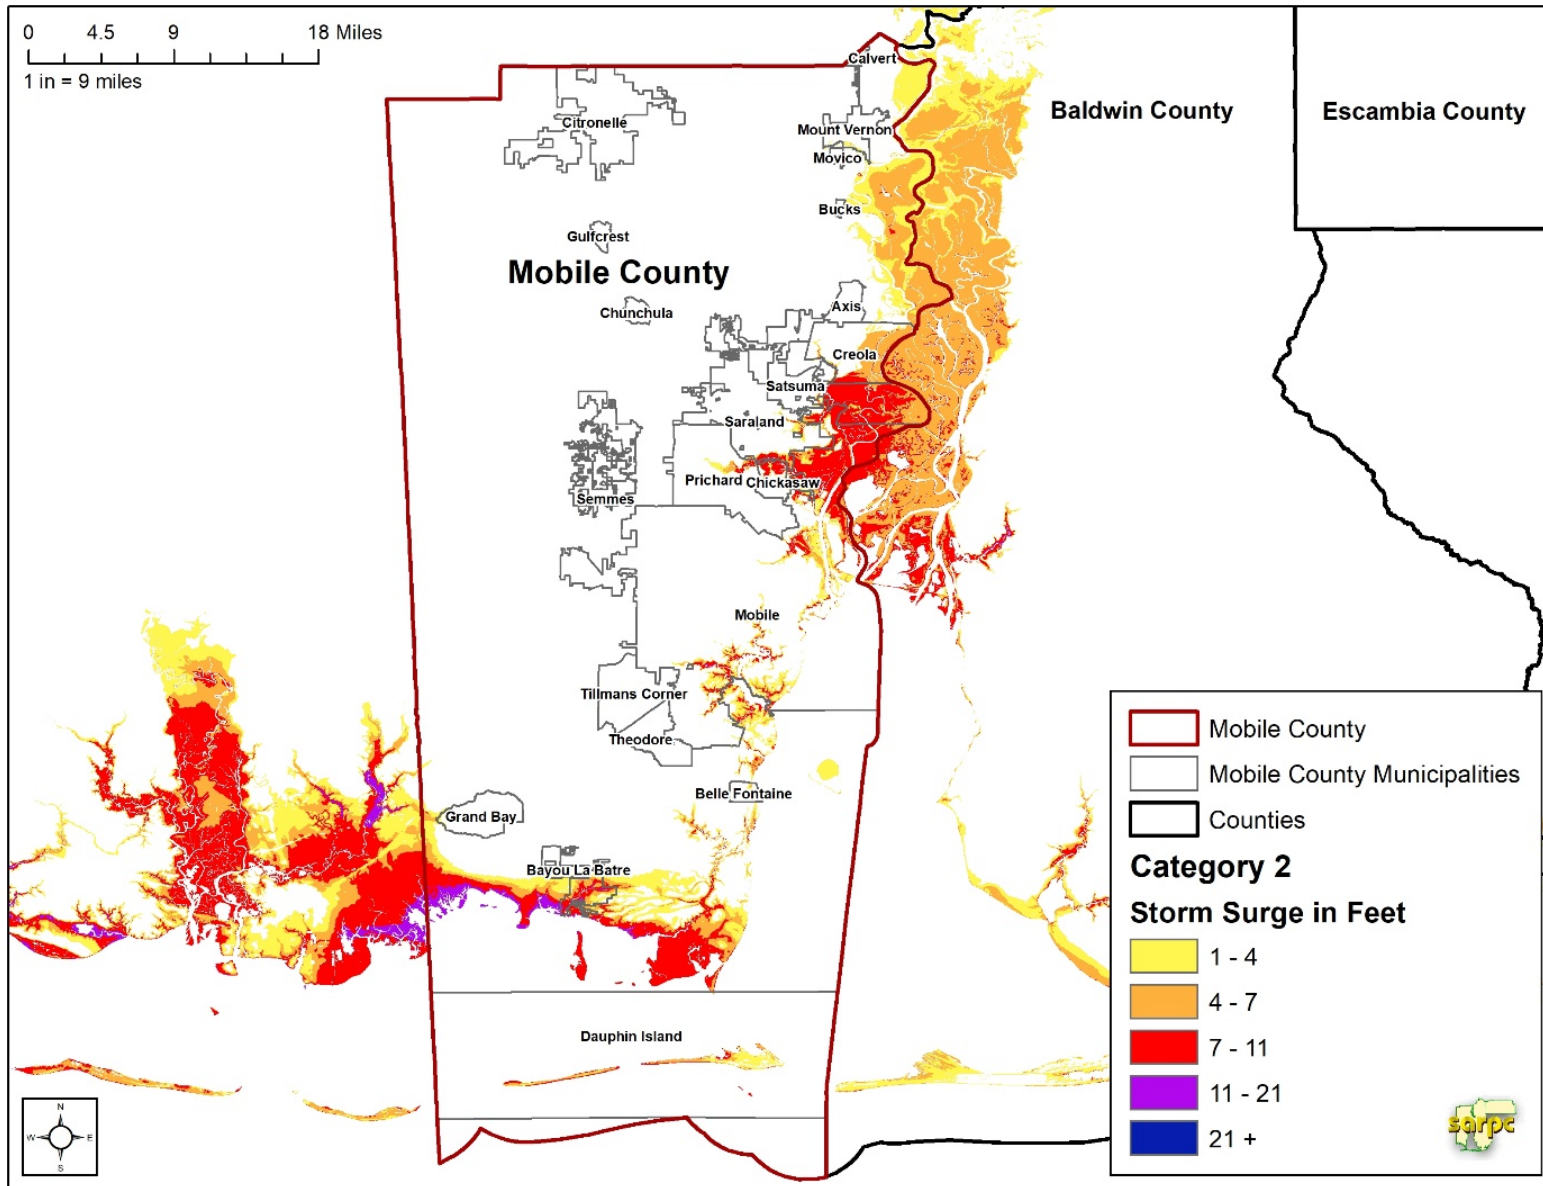 0 4.5 9 18 Miles
1 in = 9 miles
Calvert
Baldwin County
Escambia County
Citronelle
Mount Vernon
Movico
Bucks
Gulfcrest
Mobile County
Axis
Chunchula
Creola
Satsuma
Saraland
Prichard
Chickasaw
Semmes
Mobile
Tillmans Corner
Theodore
Belle Fontaine
Grand Bay
Bayou La Batre
Dauphin Island
Mobile County
Mobile County Municipalities
Counties
Category 2
Storm Surge in Feet
1 - 4
4 - 7
7 - 11
11 - 21
21 +
N
W E
S
sarpc